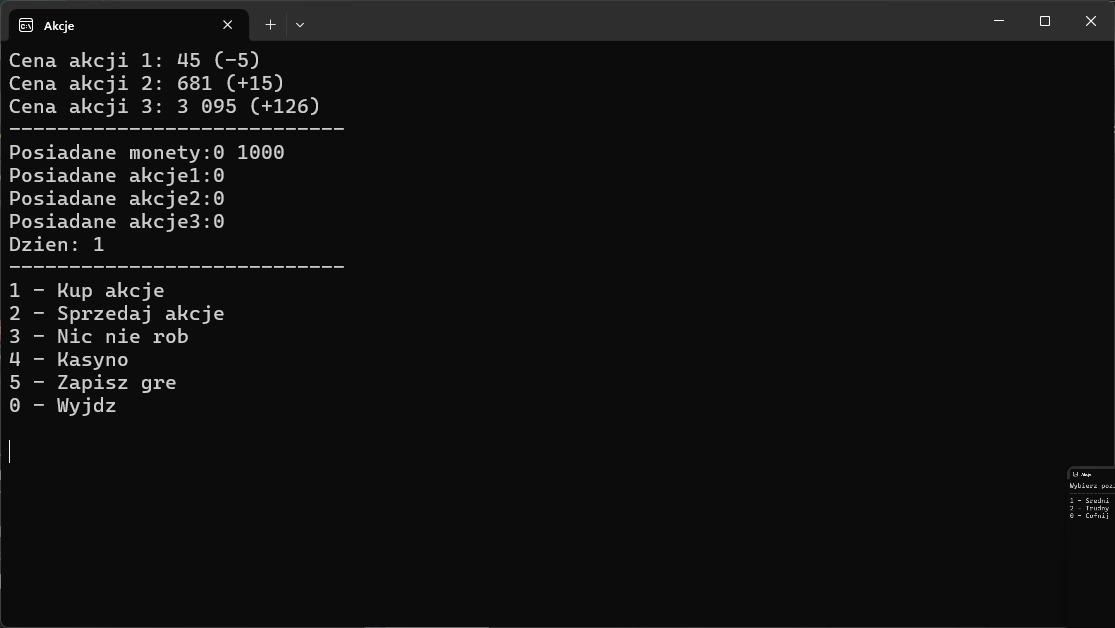 Akcje
Cena akcji 1: 45 (-5)
Cena akcji 2: 681 (+15)
Cena akcji 3: 3 095 (+126)
----------------------------
Posiadane monety:0 1000
Posiadane akcje1:0
Posiadane akcje2:0
Posiadane akcje3:0
Dzien: 1
----------------------------
1 - Kup akcje
2 - Sprzedaj akcje
3 - Nic nie rob
4 - Kasyno
5 - Zapisz gre
0 - Wyjdz
Akcje
Wybierz poz
1 - Sredni
2 - Trudny
0 - Cofnij